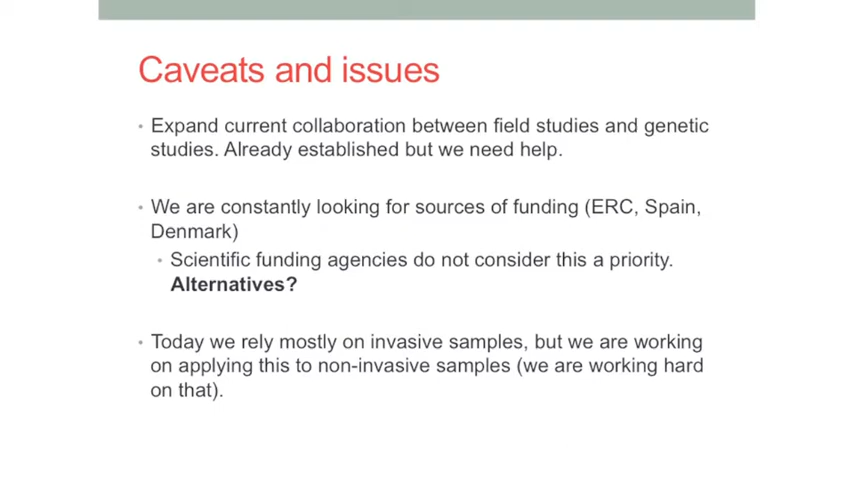 Caveats and issues
• Expand current collaboration between field studies and genetic
studies. Already established but we need help.
• We are constantly looking for sources of funding (ERC, Spain,
Denmark)
• Scientific funding agencies do not consider this a priority.
Alternatives?
• Today we rely mostly on invasive samples, but we are working
on applying this to non-invasive samples (we are working hard
on that).